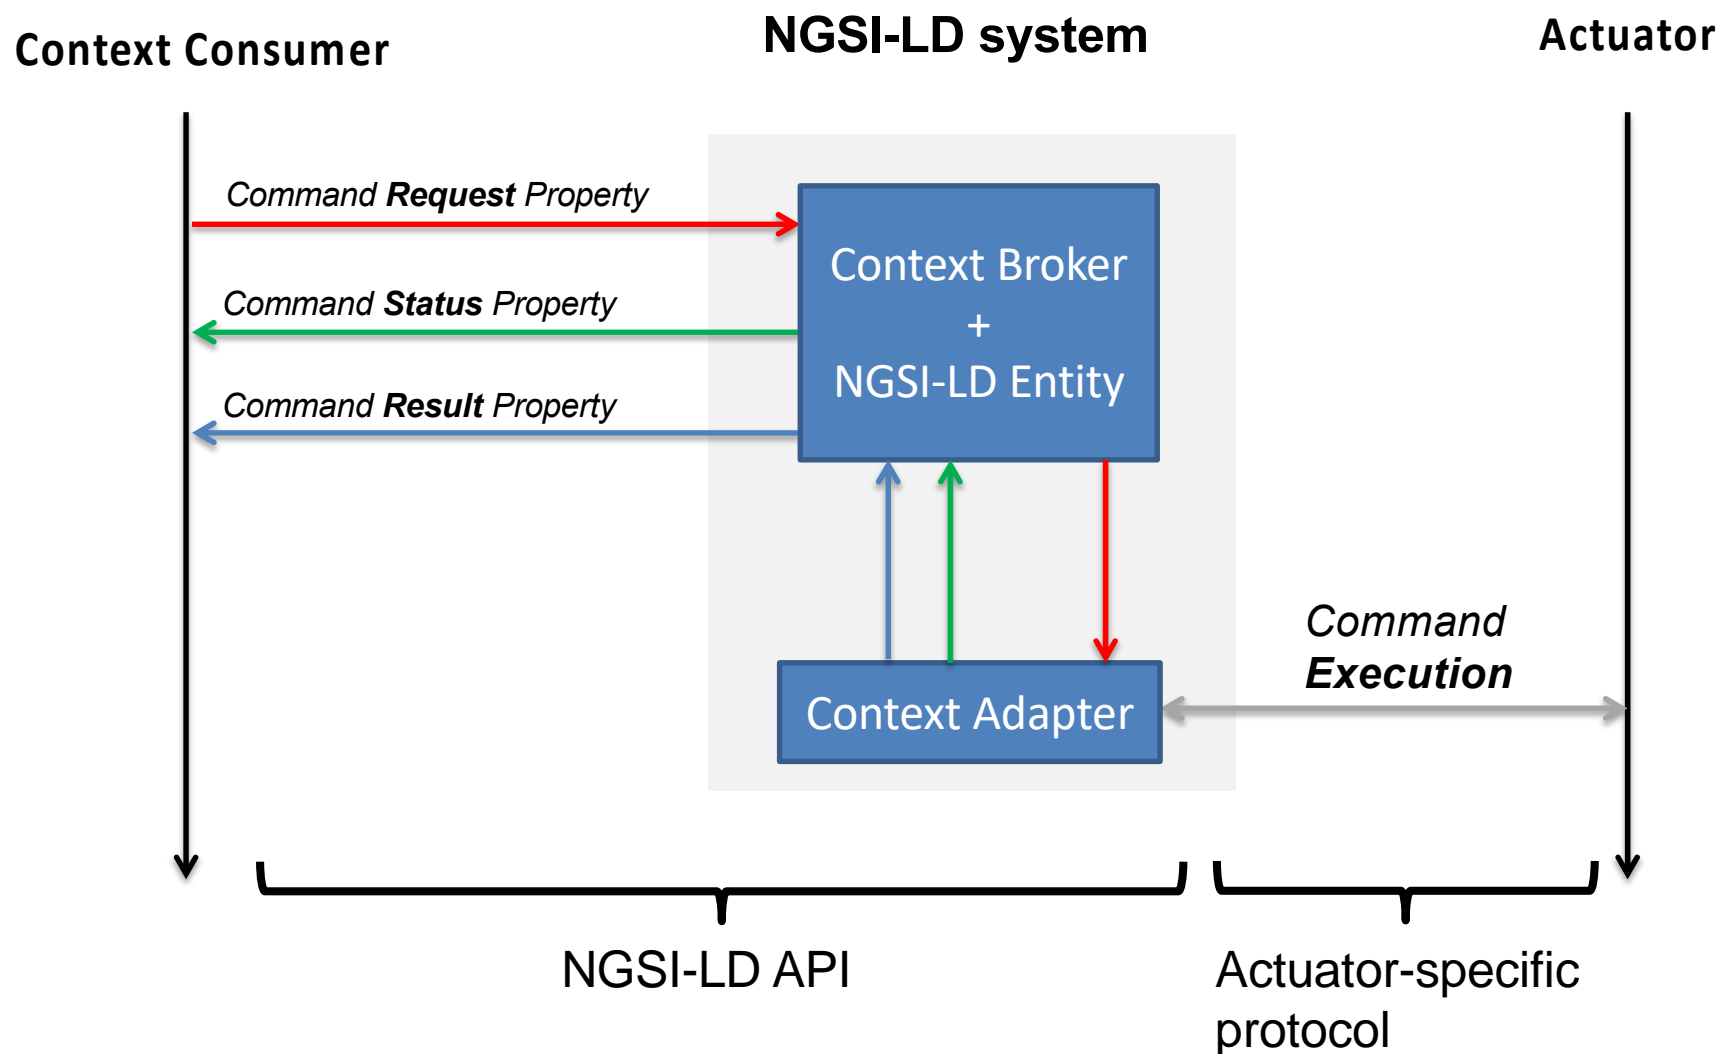 Context Consumer
NGSI-LD system
Actuator
Command Request Property
Command Status Property
Command Result Property
Context Broker
+
NGSI-LD Entity
Context Adapter
Command
Execution
NGSI-LD API
Actuator-specific
protocol